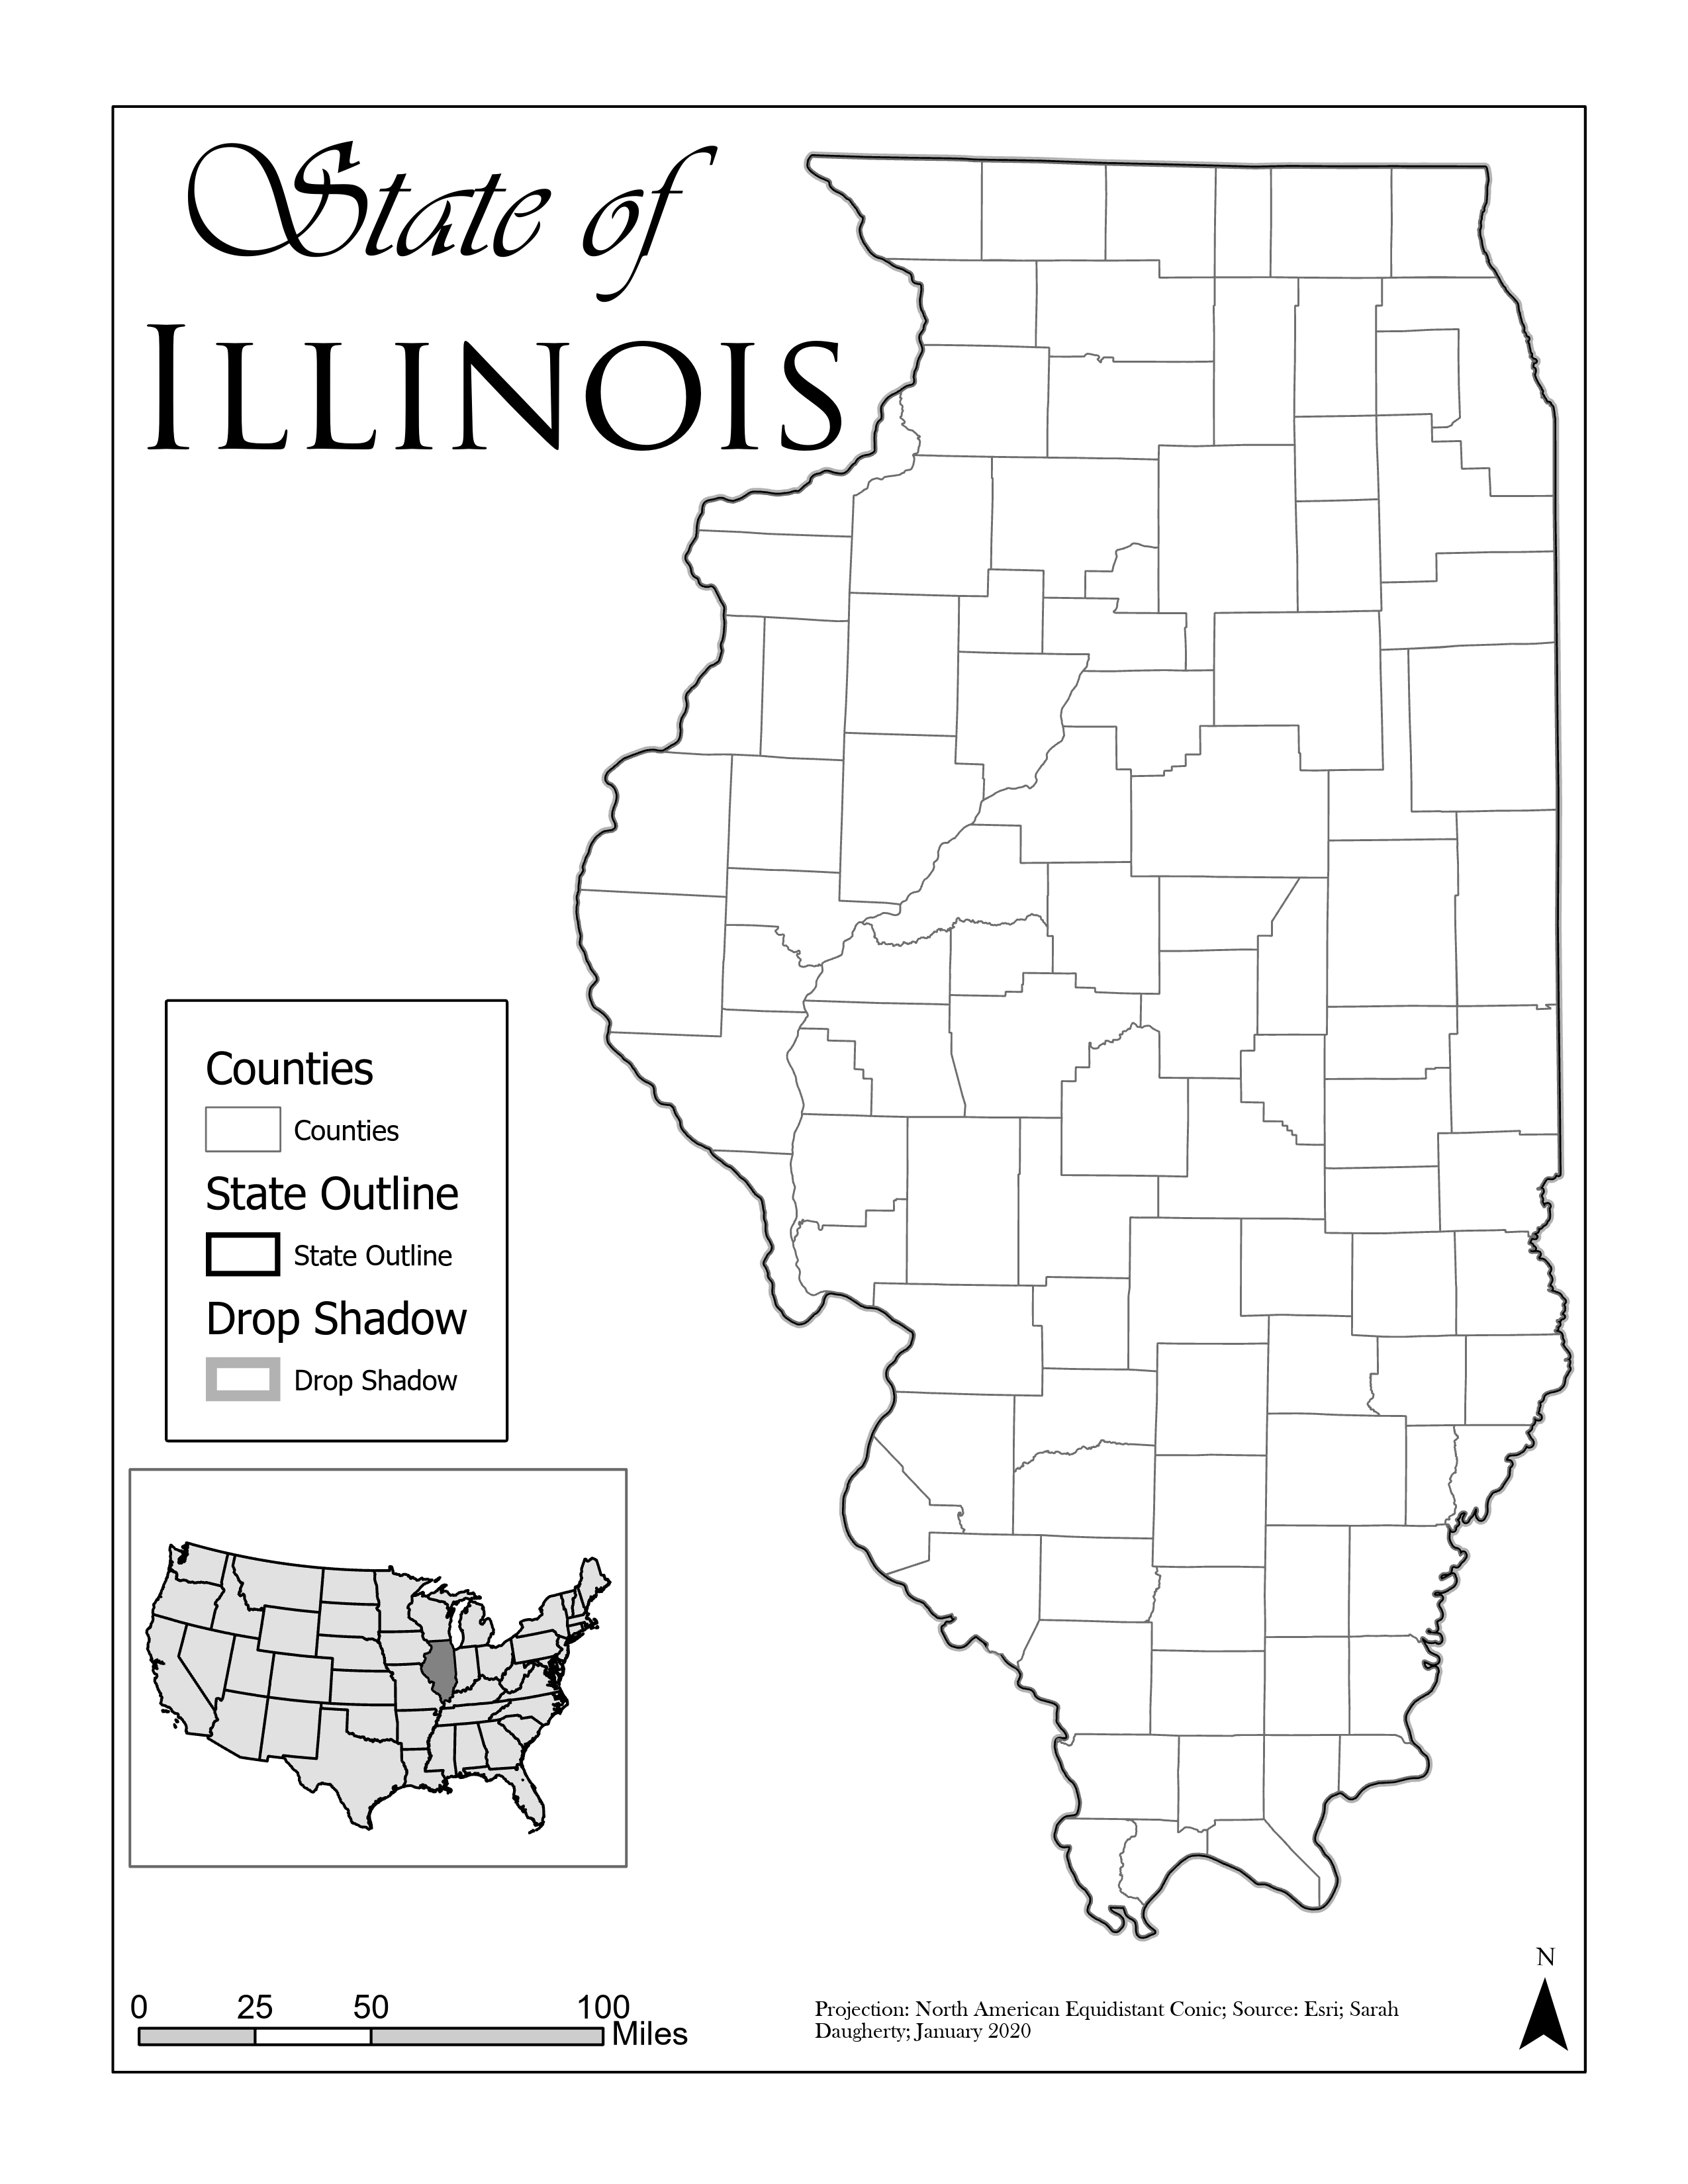 State of
ILLINOIS
Counties
Counties
State Outline
State Outline
Drop Shadow
Drop Shadow
0 25 50 100
Miles
Projection: North American Equidistant Conic; Source: Esri; Sarah
Daugherty; January 2020
N